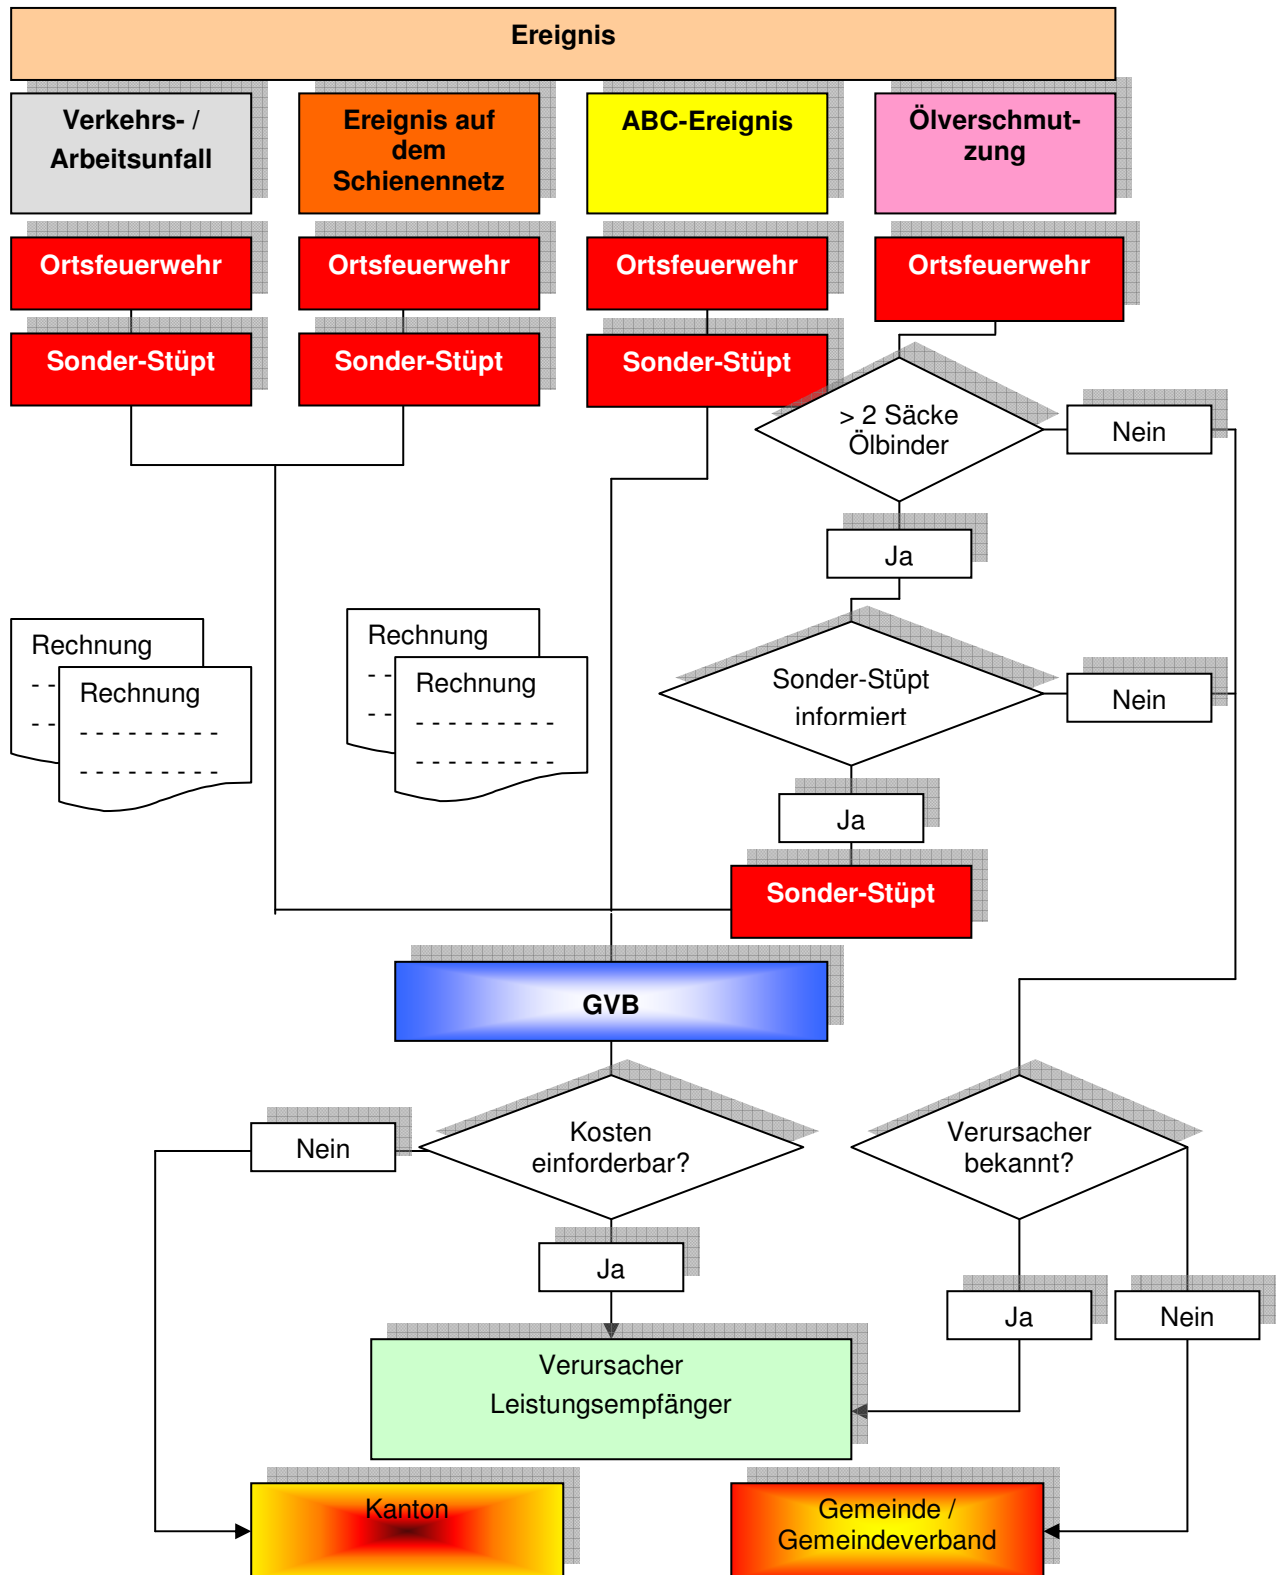 Ereignis
Verkehrs- /
Arbeitsunfall
Ereignis auf
dem
Schienennetz
ABC-Ereignis
Ölverschmut-
zung
Ortsfeuerwehr
Ortsfeuerwehr
Ortsfeuerwehr
Ortsfeuerwehr
Sonder-Stüpt
Sonder-Stüpt
Sonder-Stüpt
> 2 Säcke
Ölbinder
Nein
Ja
Rechnung
- -
- -
Rechnung
- - - - - - - - -
- - - - - - - - -
Rechnung
- -
- -
Rechnung
- - - - - - - - -
- - - - - - - - -
Sonder-Stüpt
informiert
Nein
Ja
Sonder-Stüpt
GVB
Nein
Kosten
einforderbar?
Verursacher
bekannt?
Ja
Ja
Nein
Verursacher
Leistungsempfänger
Kanton
Gemeinde /
Gemeindeverband